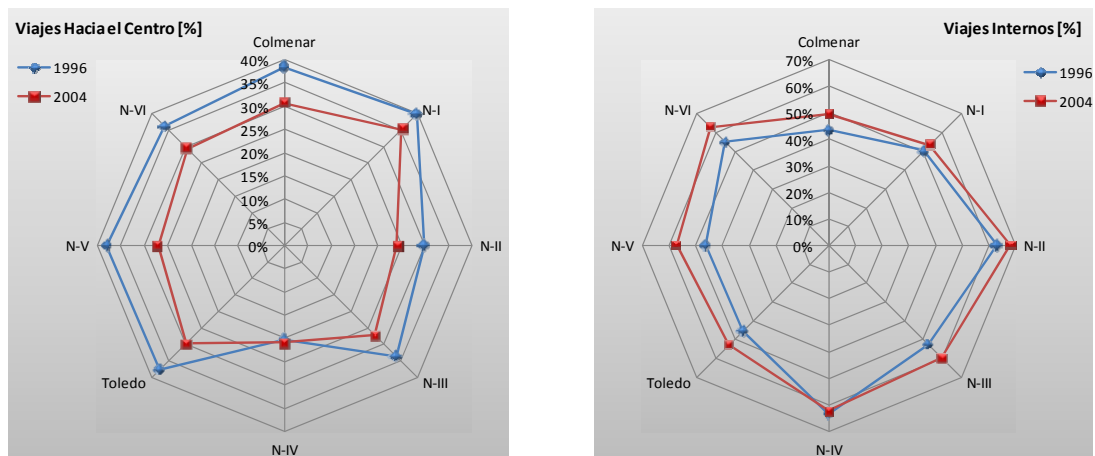 Viajes Hacia el Centro [%]
1996
2004
Colmenar
N-I
N-II
N-III
N-IV
Toledo
N-V
N-VI
40%
35%
30%
25%
20%
15%
10%
5%
0%
Viajes Internos [%]
1996
2004
Colmenar
N-I
N-II
N-III
N-IV
Toledo
N-V
N-VI
70%
60%
50%
40%
30%
20%
10%
0%